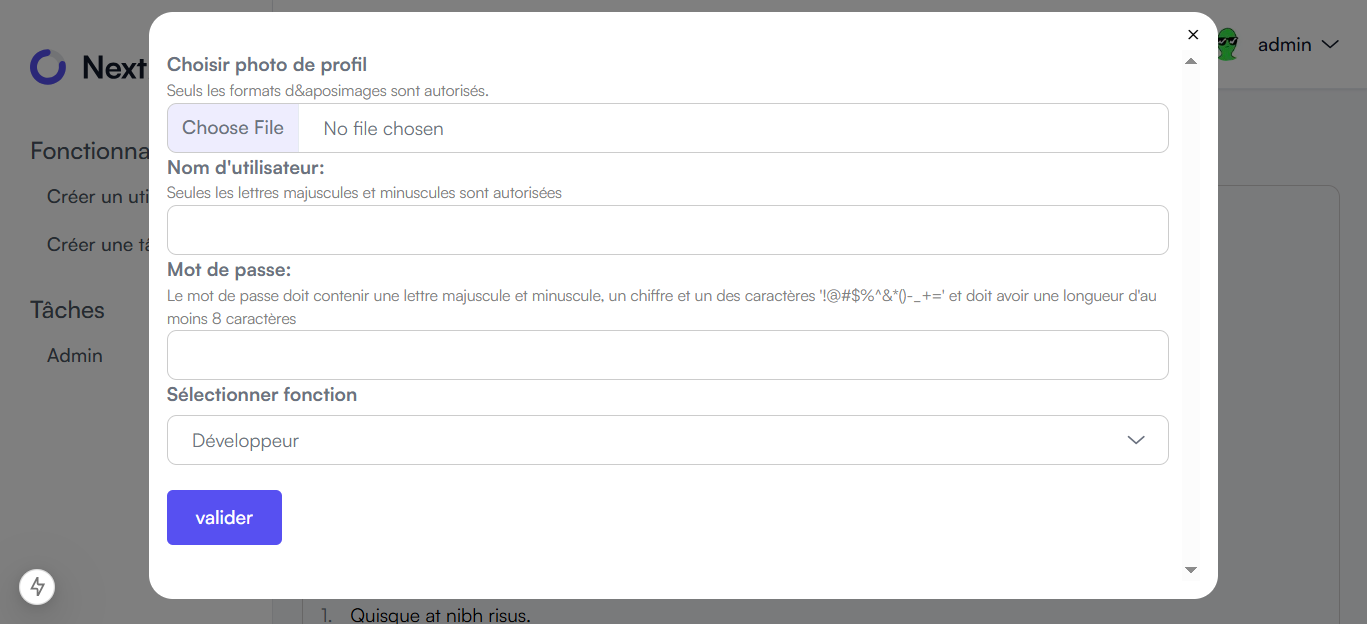 Next
admin
Fonctionna
Créer un uti
Créer une tâ
Tâches
Admin
Choisir photo de profil
Seuls les formats d&aposimages sont autorisés.
Choose File No file chosen
Nom d'utilisateur:
Seules les lettres majuscules et minuscules sont autorisées
Mot de passe:
Le mot de passe doit contenir une lettre majuscule et minuscule, un chiffre et un des caractères '!@#$%^&*()-_+=' et doit avoir une longueur d'au
moins 8 caractères
Sélectionner fonction
Développeur
valider
1. Quisque at nibh risus.